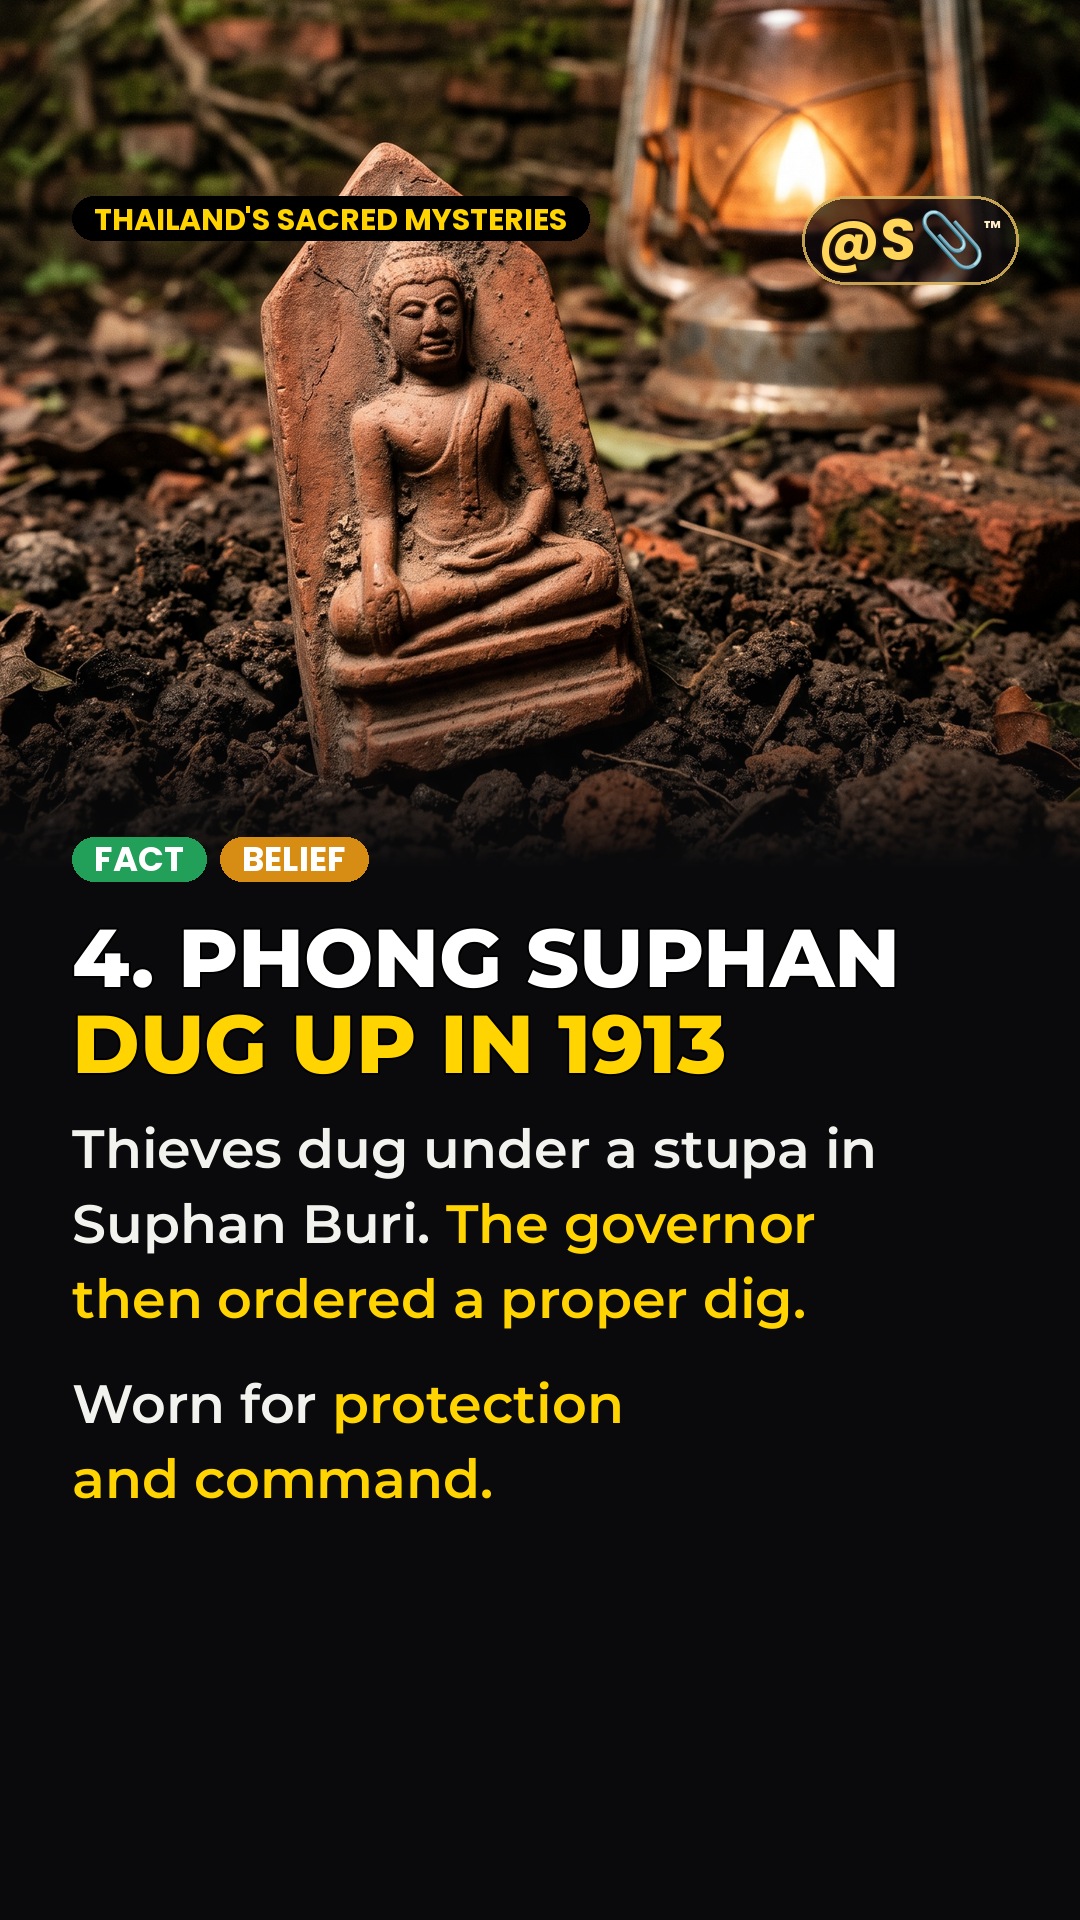 THAILAND'S SACRED MYSTERIES
@S📎™
FACT BELIEF
4. PHONG SUPHAN
DUG UP IN 1913
Thieves dug under a stupa in
Suphan Buri. The governor
then ordered a proper dig.
Worn for protection
and command.